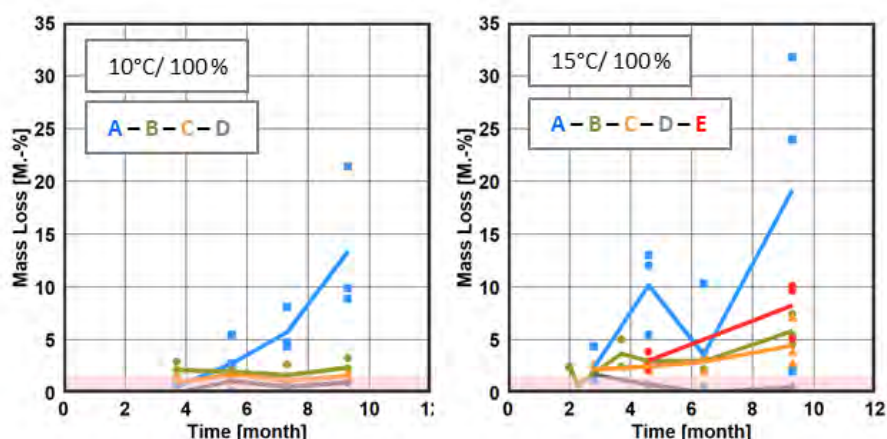 35
30
25
20
15
10
5
0
Mass Loss [M.-%]
10°C/ 100%
A – B – C – D
0 2 4 6 8 10 1
Time [month]
35
30
25
20
15
10
5
0
Mass Loss [M.-%]
15°C/ 100%
A – B – C – D – E
0 2 4 6 8 10 12
Time [month]